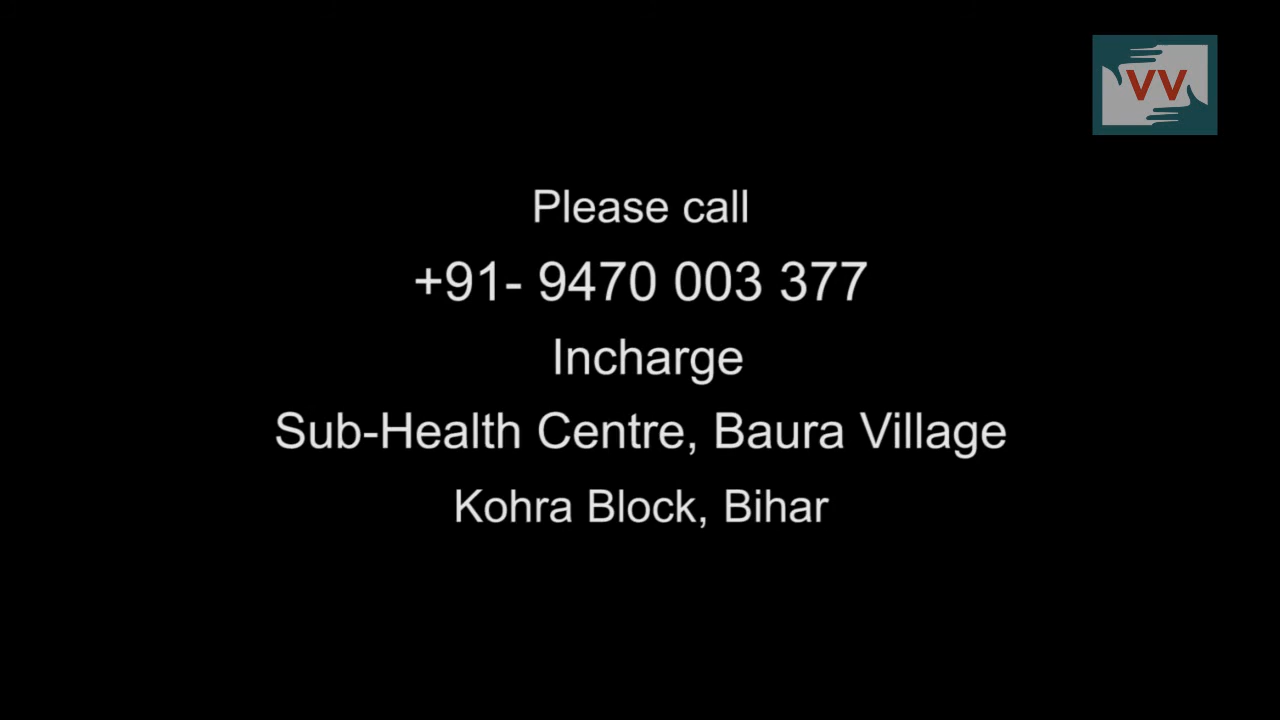 VV
Please call
+91- 9470 003 377
Incharge
Sub-Health Centre, Baura Village
Kohra Block, Bihar